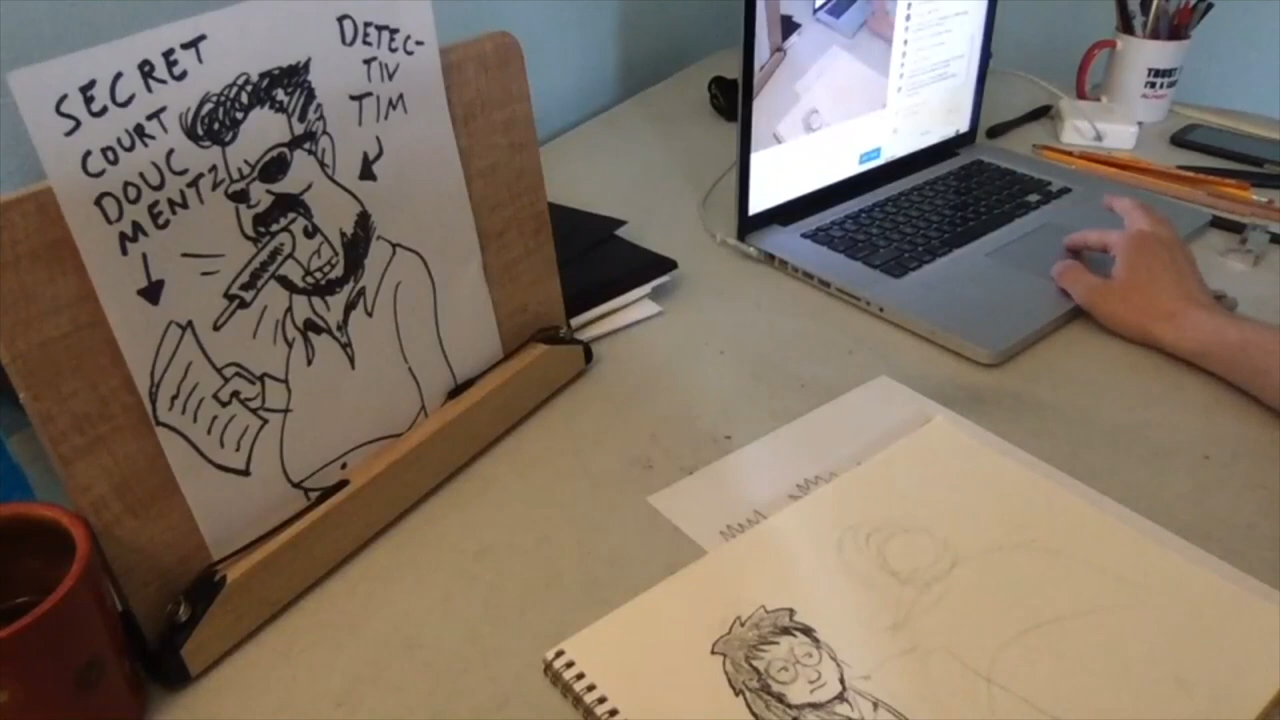 SECRET
COURT
DOUC
MENTZ
DETEC-
TIV
TIM
TRUST
I'M A